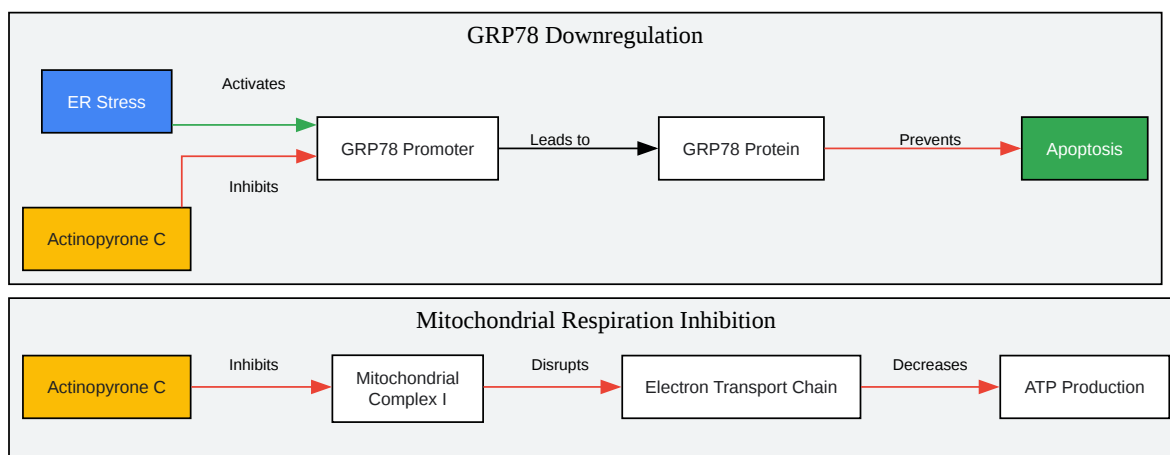 GRP78 Downregulation
ER Stress
Activates
GRP78 Promoter
Leads to
GRP78 Protein
Prevents
Apoptosis
Inhibits
Actinopyrone C
Mitochondrial Respiration Inhibition
Actinopyrone C
Inhibits
Mitochondrial
Complex I
Disrupts
Electron Transport Chain
Decreases
ATP Production